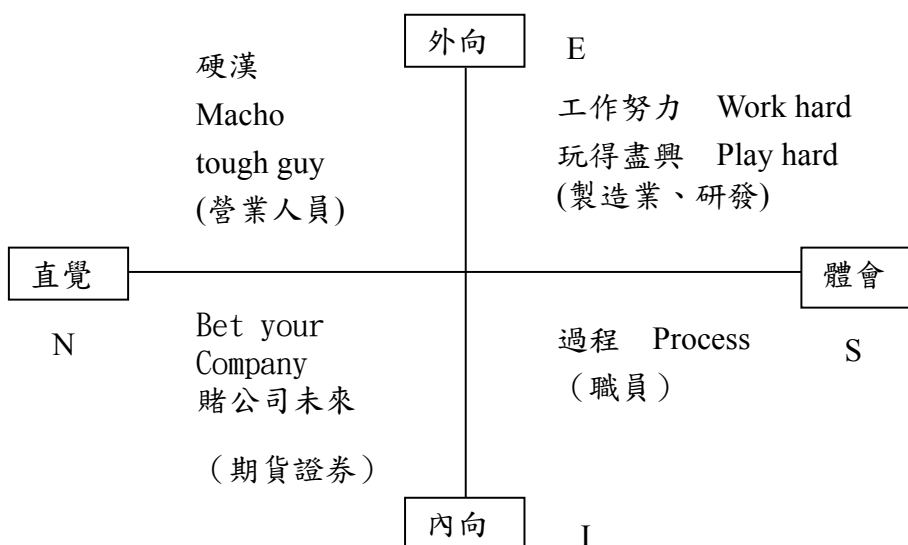 外向
E
硬漢
Macho
tough guy
(營業人員)
工作努力 Work hard
玩得盡興 Play hard
(製造業、研發)
直覺
N
體會
S
Bet your
Company
賭公司未來
（期貨證券）
過程 Process
（職員）
內向
I